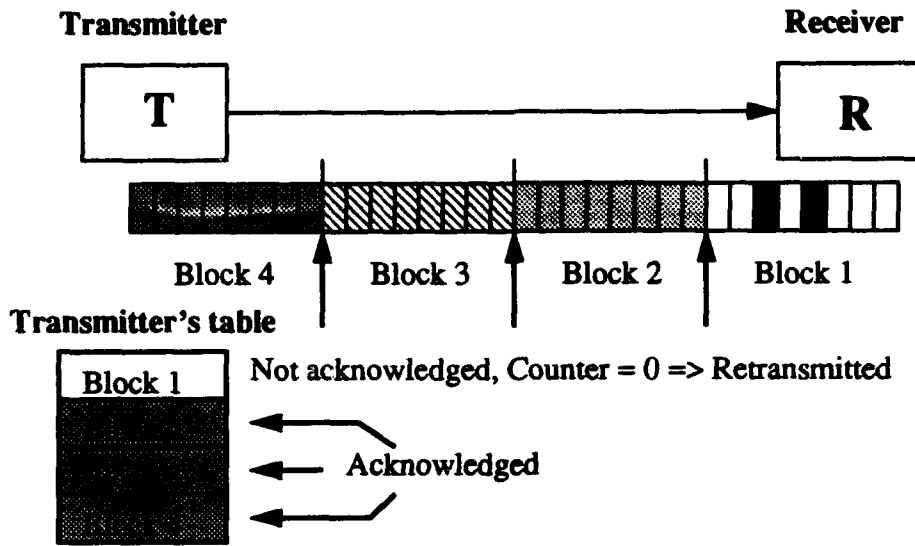 Transmitter Receiver
T R
Block 4 Block 3 Block 2 Block 1
Transmitter's table
Block 1 Not acknowledged, Counter = 0 => Retransmitted
Acknowledged